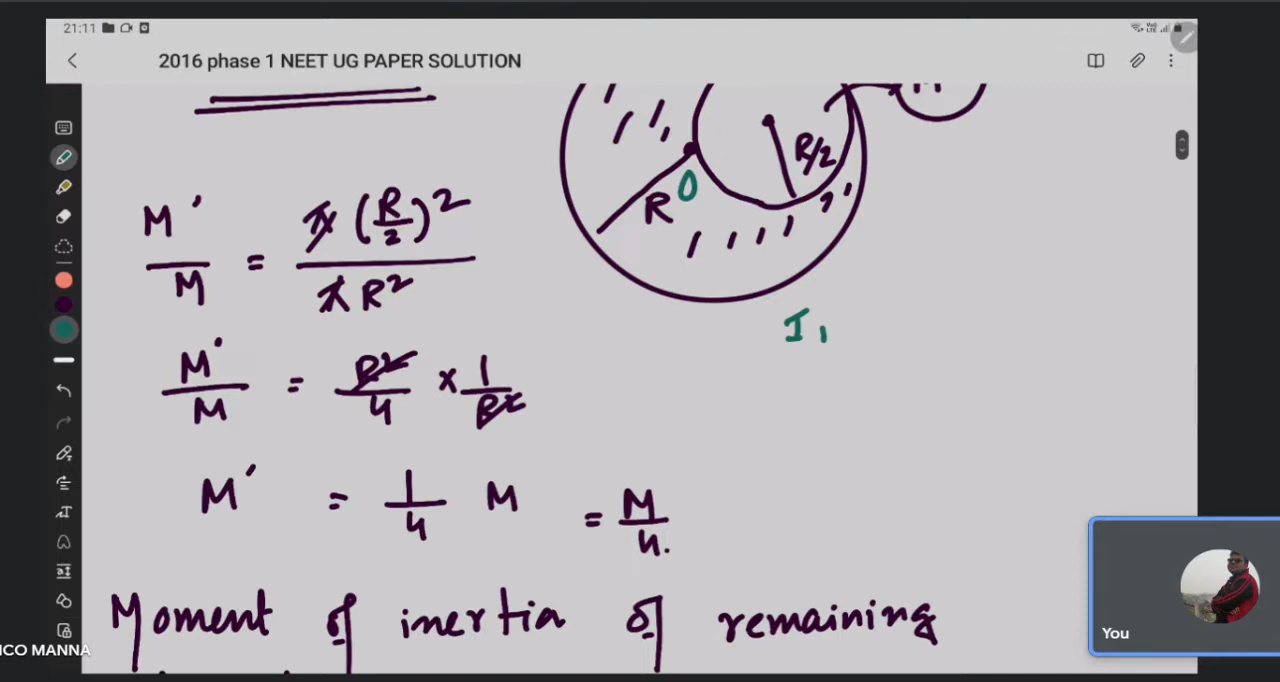 21:11
2016 phase 1 NEET UG PAPER SOLUTION
R/2
O
R
M'/M = π(R/2)²/πR²
I₁
M'/M = R²/4 × 1/R²
M' = 1/4 M = M/4.
Moment of inertia of remaining
You
ICO MANNA